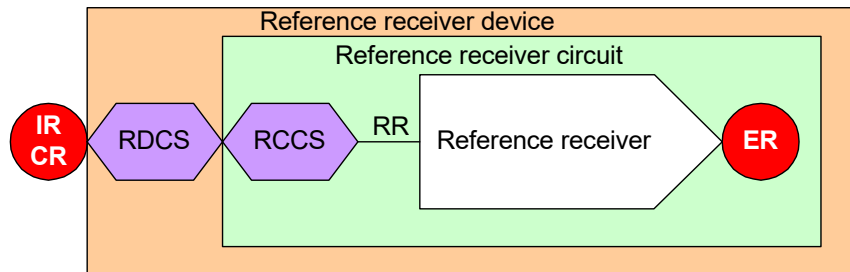 Reference receiver device
Reference receiver circuit
IR
CR
RDCS
RCCS
RR
Reference receiver
ER